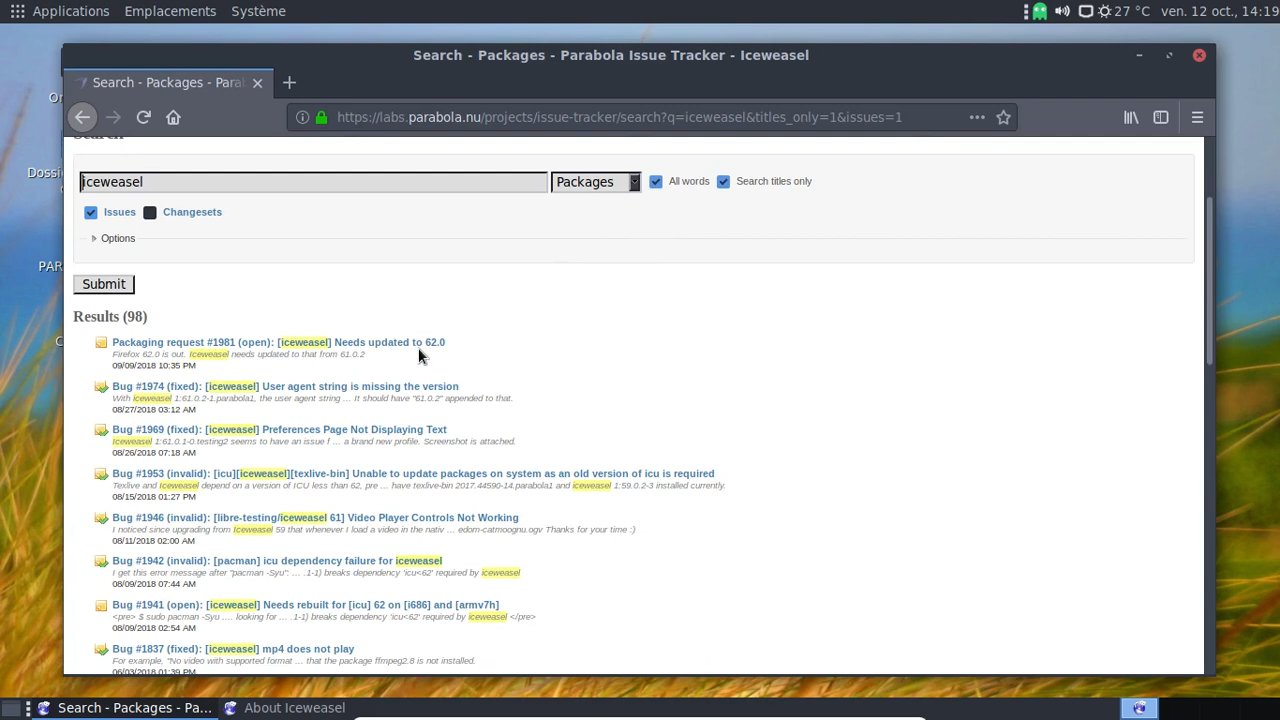 Applications Emplacements Système 27 °C ven. 12 oct., 14:19
Search - Packages - Parabola Issue Tracker - Iceweasel
Search - Packages - Para
https://labs.parabola.nu/projects/issue-tracker/search?q=iceweasel&titles_only=1&issues=1
Search
iceweasel Packages All words Search titles only
Issues Changesets
Options
Submit
Results (98)
Packaging request #1981 (open): [iceweasel] Needs updated to 62.0
Firefox 62.0 is out. Iceweasel needs updated to that from 61.0.2
09/09/2018 10:35 PM
Bug #1974 (fixed): [iceweasel] User agent string is missing the version
With iceweasel 1:61.0.2-1.parabola1, the user agent string ... It should have "61.0.2" appended to that.
08/27/2018 03:12 AM
Bug #1969 (fixed): [iceweasel] Preferences Page Not Displaying Text
Iceweasel 1:61.0.1-0.testing2 seems to have an issue f ... a brand new profile. Screenshot is attached.
08/26/2018 07:18 AM
Bug #1953 (invalid): [icu][iceweasel][texlive-bin] Unable to update packages on system as an old version of icu is required
Texlive and Iceweasel depend on a version of ICU less than 62, pre ... have texlive-bin 2017.44590-14.parabola1 and iceweasel 1:59.0.2-3 installed currently.
08/15/2018 01:27 PM
Bug #1946 (invalid): [libre-testing/iceweasel 61] Video Player Controls Not Working
I noticed since upgrading from Iceweasel 59 that whenever I load a video in the nativ ... edom-catmoognu.ogv Thanks for your time :)
08/11/2018 02:00 AM
Bug #1942 (invalid): [pacman] icu dependency failure for iceweasel
I get this error message after "pacman -Syu": ... .1-1) breaks dependency 'icu<62' required by iceweasel
08/09/2018 07:44 AM
Bug #1941 (open): [iceweasel] Needs rebuilt for [icu] 62 on [i686] and [armv7h]
<pre> $ sudo pacman -Syu .... looking for ... .1-1) breaks dependency 'icu<62' required by iceweasel </pre>
08/09/2018 02:54 AM
Bug #1837 (fixed): [iceweasel] mp4 does not play
For example, "No video with supported format ... that the package ffmpeg2.8 is not installed.
06/03/2018 01:39 PM
Search - Packages - Pa... About Iceweasel